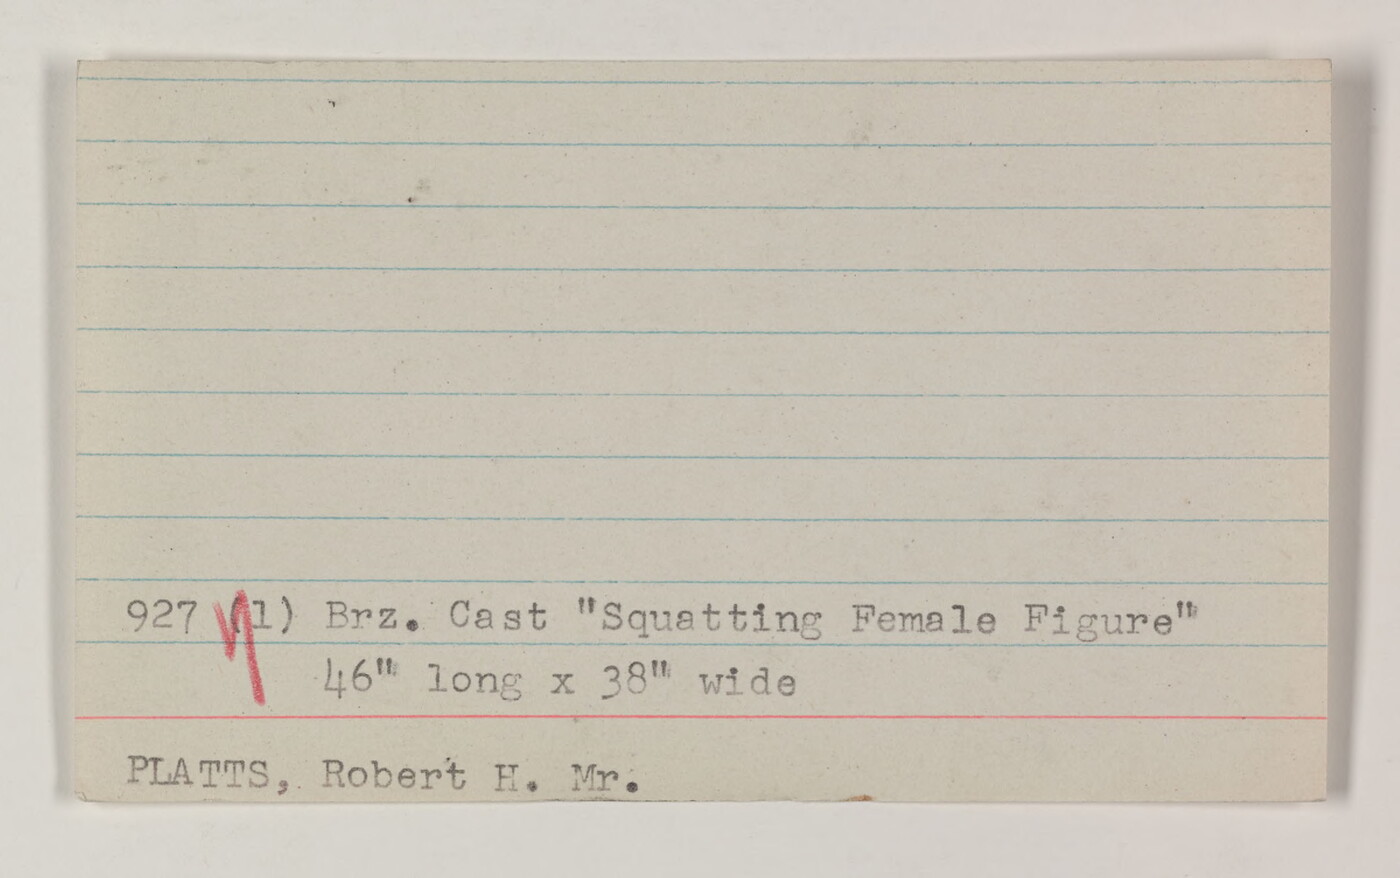 927 (1) Brz. Cast "Squatting Female Figure"
46" long x 38" wide
PLATTS, Robert H. Mr.